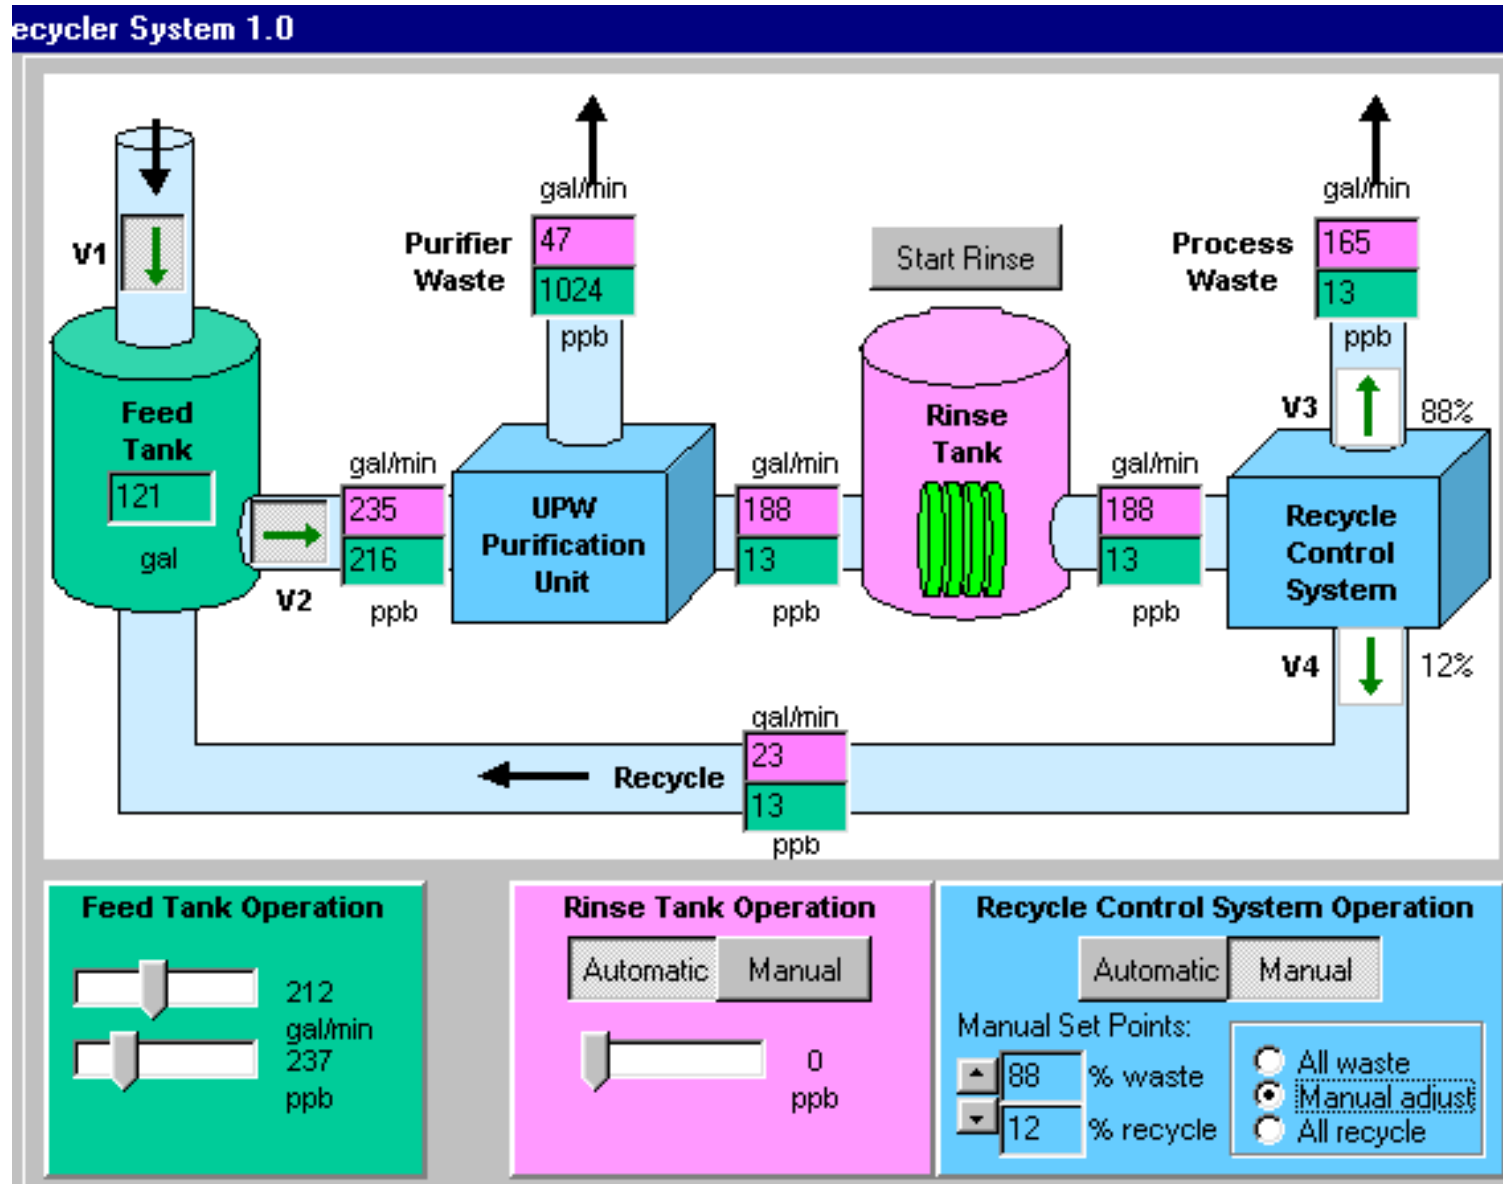 ecycler System 1.0
gal/min
gal/min
V1
Purifier
Waste
47
1024
ppb
Start Rinse
Process
Waste
165
13
ppb
Feed
Tank
121
gal
V2
gal/min
235
216
ppb
UPW
Purification
Unit
gal/min
188
13
ppb
Rinse
Tank
gal/min
188
13
ppb
V3
88%
Recycle
Control
System
V4
12%
gal/min
Recycle
23
13
ppb
Feed Tank Operation
212
gal/min
237
ppb
Rinse Tank Operation
Automatic
Manual
0
ppb
Recycle Control System Operation
Automatic
Manual
Manual Set Points:
88 % waste
12 % recycle
All waste
Manual adjust
All recycle